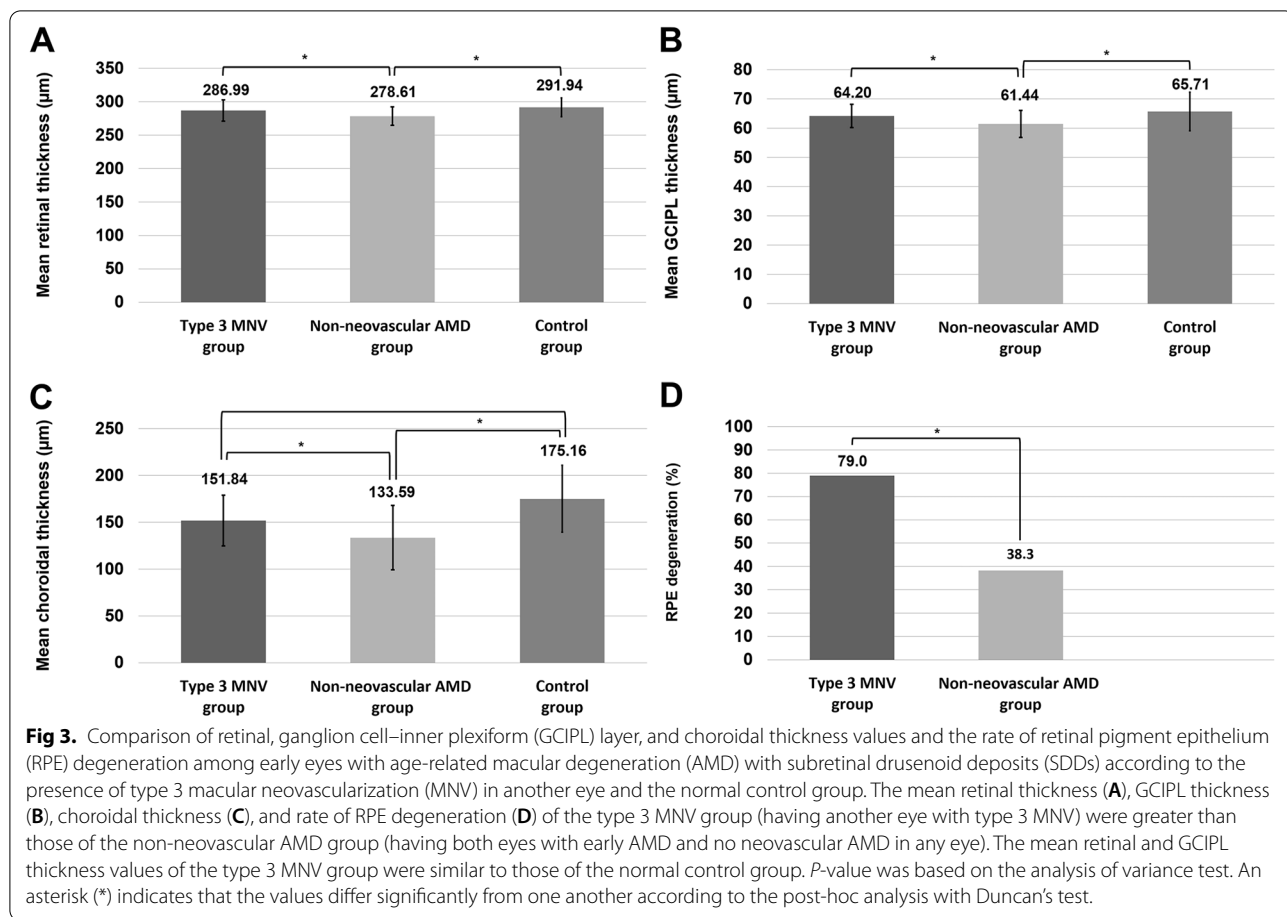 A
*
*
Mean retinal thickness (µm)
350
300
250
200
150
100
50
0
286.99
278.61
291.94
Type 3 MNV
group
Non-neovascular AMD
group
Control
group
B
*
*
Mean GCIPL thickness (µm)
80
70
60
50
40
30
20
10
0
64.20
61.44
65.71
Type 3 MNV
group
Non-neovascular AMD
group
Control
group
C
*
*
Mean choroidal thickness (µm)
250
200
150
100
50
0
151.84
133.59
175.16
Type 3 MNV
group
Non-neovascular AMD
group
Control
group
D
*
RPE degeneration (%)
100
90
80
70
60
50
40
30
20
10
0
79.0
38.3
Type 3 MNV
group
Non-neovascular AMD
group
Fig 3. Comparison of retinal, ganglion cell–inner plexiform (GCIPL) layer, and choroidal thickness values and the rate of retinal pigment epithelium
(RPE) degeneration among early eyes with age-related macular degeneration (AMD) with subretinal drusenoid deposits (SDDs) according to the
presence of type 3 macular neovascularization (MNV) in another eye and the normal control group. The mean retinal thickness (A), GCIPL thickness
(B), choroidal thickness (C), and rate of RPE degeneration (D) of the type 3 MNV group (having another eye with type 3 MNV) were greater than
those of the non-neovascular AMD group (having both eyes with early AMD and no neovascular AMD in any eye). The mean retinal and GCIPL
thickness values of the type 3 MNV group were similar to those of the normal control group. P-value was based on the analysis of variance test. An
asterisk (*) indicates that the values differ significantly from one another according to the post-hoc analysis with Duncan's test.